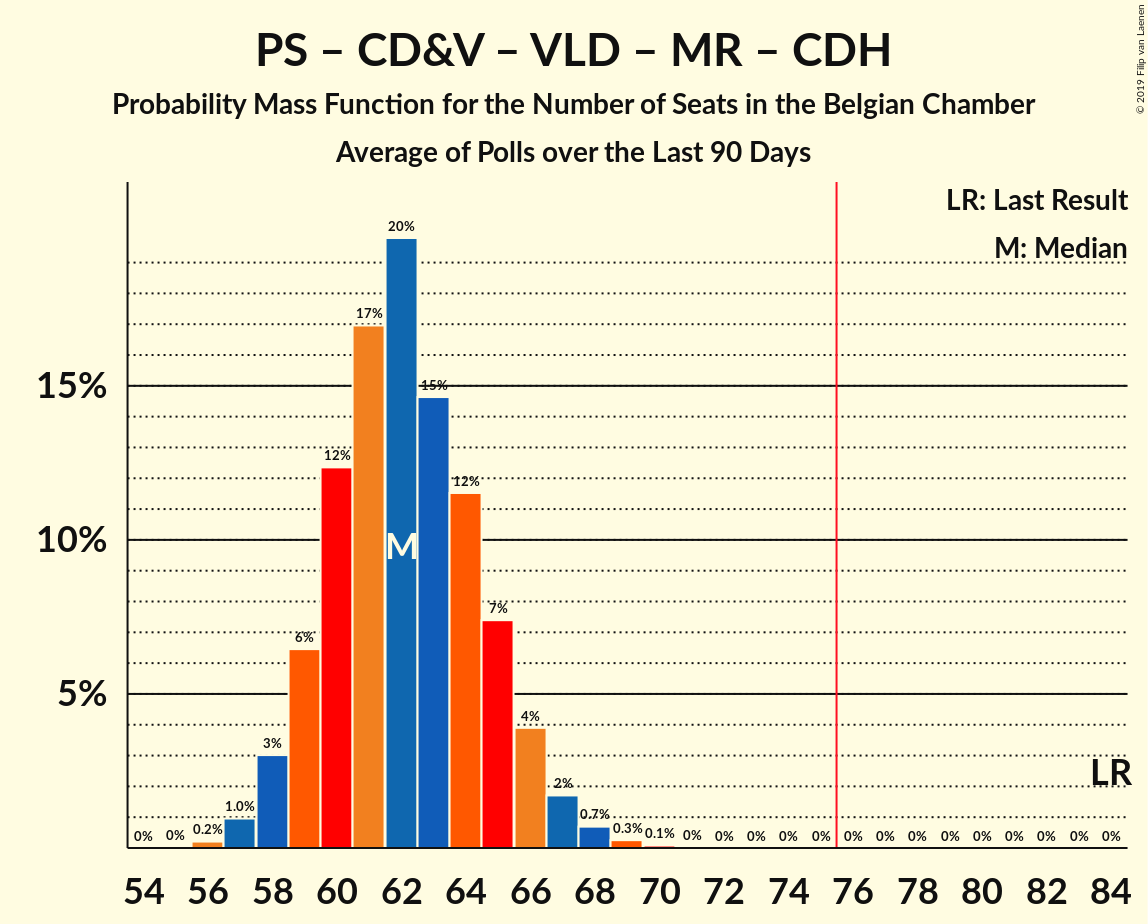 PS – CD&V – VLD – MR – CDH
Probability Mass Function for the Number of Seats in the Belgian Chamber
Average of Polls over the Last 90 Days
© 2019 Filip van Laenen
LR: Last Result
M: Median
20%
17%
15%
15%
12%
12%
10%
M
7%
6%
5%
4%
3%
LR
2%
1.0%
0.7%
0% 0% 0.2% 0.3% 0.1% 0% 0% 0% 0% 0% 0% 0% 0% 0% 0% 0% 0% 0% 0%
54 56 58 60 62 64 66 68 70 72 74 76 78 80 82 84